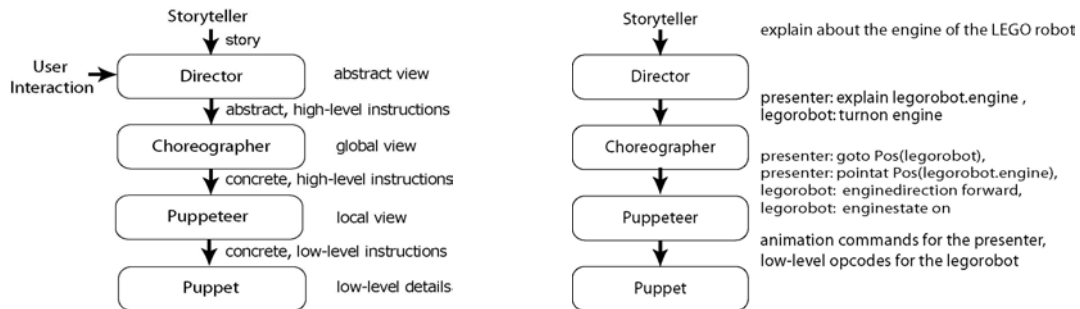 Storyteller
story
User
Interaction
Director
abstract view
abstract, high-level instructions
Choreographer
global view
concrete, high-level instructions
Puppeteer
local view
concrete, low-level instructions
Puppet
low-level details
Storyteller
explain about the engine of the LEGO robot
Director
presenter: explain legorobot.engine ,
legorobot: turnon engine
Choreographer
presenter: goto Pos(legorobot),
presenter: pointat Pos(legorobot.engine),
legorobot: enginedirection forward,
legorobot: enginestate on
Puppeteer
animation commands for the presenter,
low-level opcodes for the legorobot
Puppet